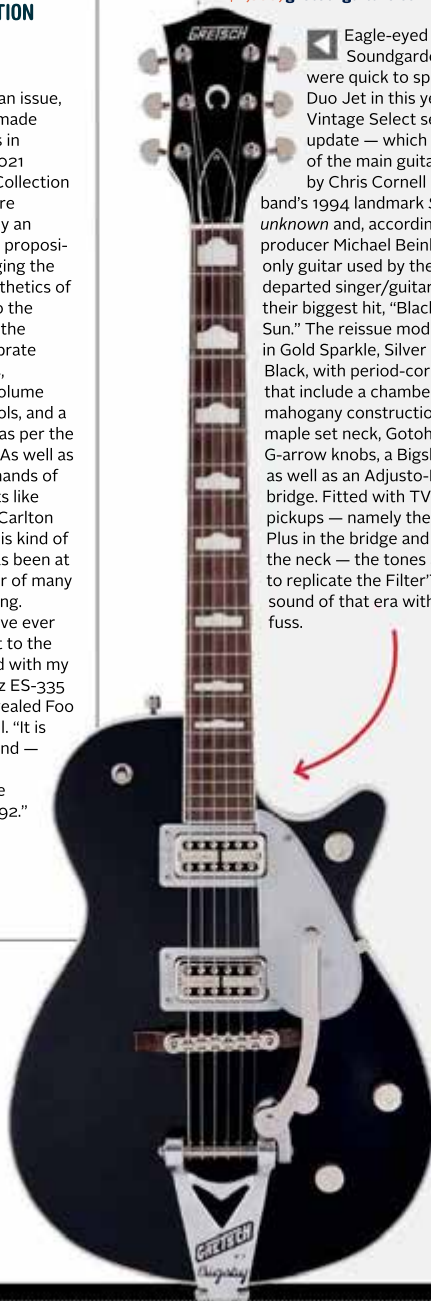 TION
an issue,
made
s in
021
Collection
re
y an
proposi-
ging the
thetics of
o the
the
brate
,
olume
ols, and a
as per the
As well as
hands of
ts like
Carlton
is kind of
s been at
r of many
ng.
ve ever
t to the
d with my
z ES-335
ealed Foo
l. “It is
nd —
e
92.”
GRETSCH
Eagle-eyed
Soundgarde
were quick to sp
Duo Jet in this ye
Vintage Select se
update — which
of the main guita
by Chris Cornell
band's 1994 landmark S
unknown and, accordin
producer Michael Beinh
only guitar used by the
departed singer/guitar
their biggest hit, “Black
Sun.” The reissue mod
in Gold Sparkle, Silver
Black, with period-cor
that include a chambe
mahogany constructio
maple set neck, Gotoh
G-arrow knobs, a Bigsb
as well as an Adjusto-
bridge. Fitted with TV
pickups — namely the
Plus in the bridge and
the neck — the tones
to replicate the Filter'T
sound of that era with
fuss.
GRETSCH
Bigsby